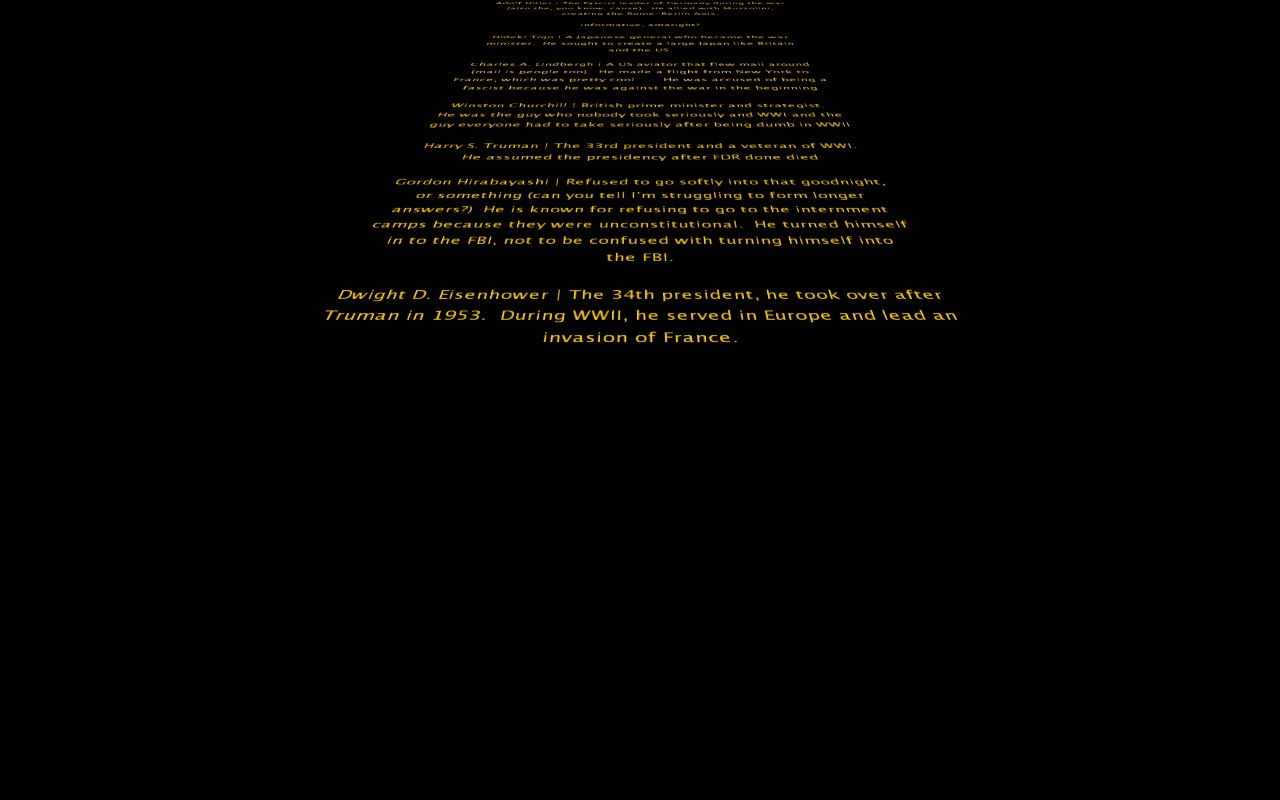 Adolf Hitler | The fascist leader of Germany during the war
(also the, you know, cause). He allied with Mussolini,
creating the Rome-Berlin Axis.
informative, amaright?
Hideki Tojo | A Japanese general who became the war
minister. He sought to create a large Japan like Britain
and the US.
Charles A. Lindbergh | A US aviator that flew mail around
(mail is people too). He made a flight from New York to
France, which was pretty cool . . . He was accused of being a
fascist because he was against the war in the beginning
Winston Churchill | British prime minister and strategist.
He was the guy who nobody took seriously and WWI and the
guy everyone had to take seriously after being dumb in WWII
Harry S. Truman | The 33rd president and a veteran of WWI.
He assumed the presidency after FDR done died
Gordon Hirabayashi | Refused to go softly into that goodnight,
or something (can you tell I'm struggling to form longer
answers?) He is known for refusing to go to the internment
camps because they were unconstitutional. He turned himself
in to the FBI, not to be confused with turning himself into
the FBI.
Dwight D. Eisenhower | The 34th president, he took over after
Truman in 1953. During WWII, he served in Europe and lead an
invasion of France.